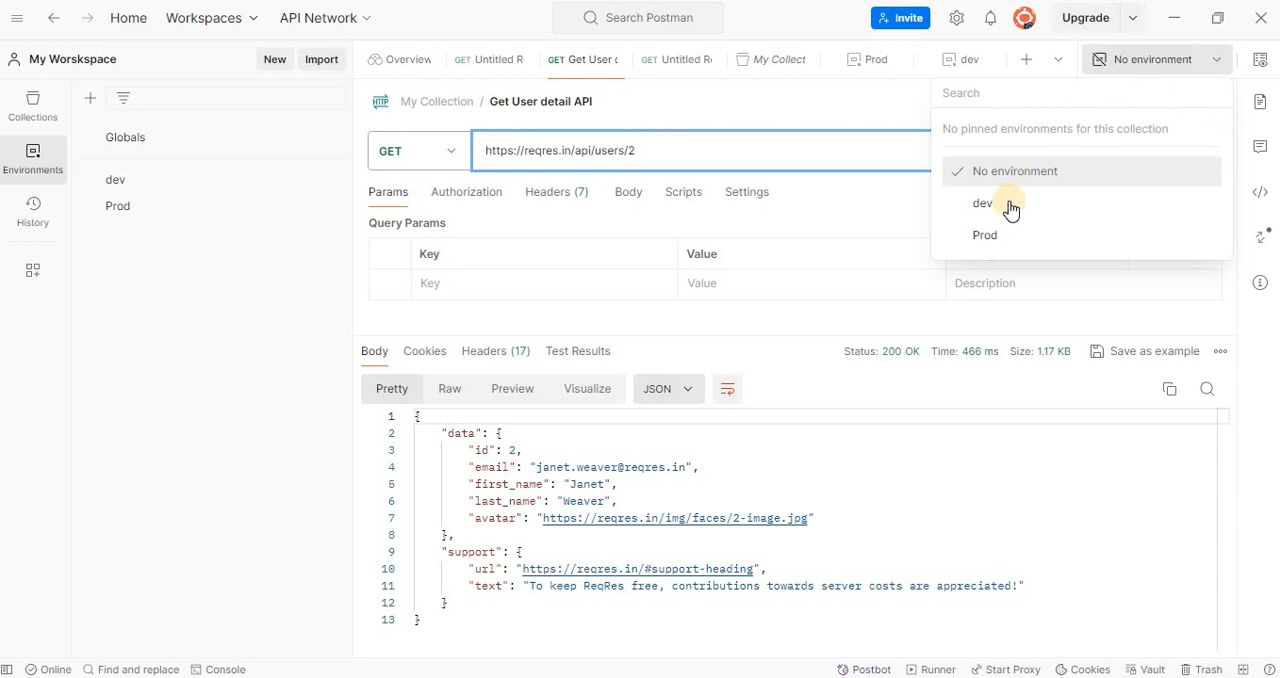 Home Workspaces API Network Search Postman Invite Upgrade
My Worskpace New Import Overview GET Untitled R GET Get User GET Untitled R My Collect Prod dev No environment
Collections
Environments
History
Globals
dev
Prod
HTTP My Collection / Get User detail API
GET https://reqres.in/api/users/2
Params Authorization Headers (7) Body Scripts Settings
Query Params
Key Value
Key Value Description
Search
No pinned environments for this collection
No environment
dev
Prod
Body Cookies Headers (17) Test Results Status: 200 OK Time: 466 ms Size: 1.17 KB Save as example
Pretty Raw Preview Visualize JSON
1 {
2 "data": {
3 "id": 2,
4 "email": "janet.weaver@reqres.in",
5 "first_name": "Janet",
6 "last_name": "Weaver",
7 "avatar": "https://reqres.in/img/faces/2-image.jpg"
8 },
9 "support": {
10 "url": "https://reqres.in/#support-heading",
11 "text": "To keep ReqRes free, contributions towards server costs are appreciated!"
12 }
13 }
Online Find and replace Console Postbot Runner Start Proxy Cookies Vault Trash